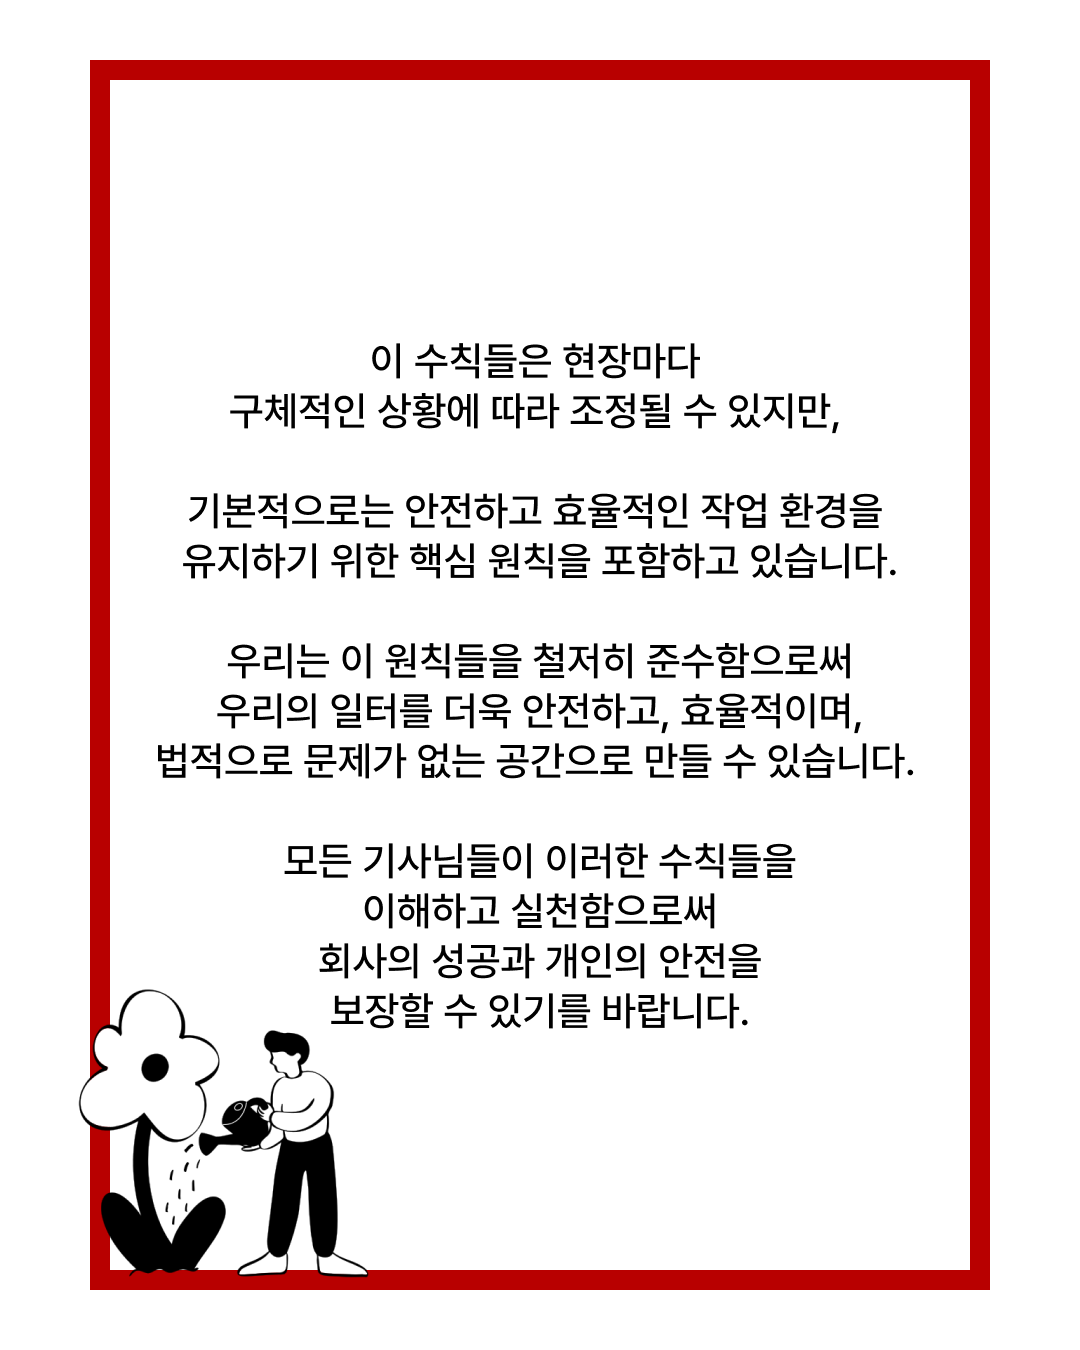 이 수칙들은 현장마다
구체적인 상황에 따라 조정될 수 있지만,
기본적으로는 안전하고 효율적인 작업 환경을
유지하기 위한 핵심 원칙을 포함하고 있습니다.
우리는 이 원칙들을 철저히 준수함으로써
우리의 일터를 더욱 안전하고, 효율적이며,
법적으로 문제가 없는 공간으로 만들 수 있습니다.
모든 기사님들이 이러한 수칙들을
이해하고 실천함으로써
회사의 성공과 개인의 안전을
보장할 수 있기를 바랍니다.